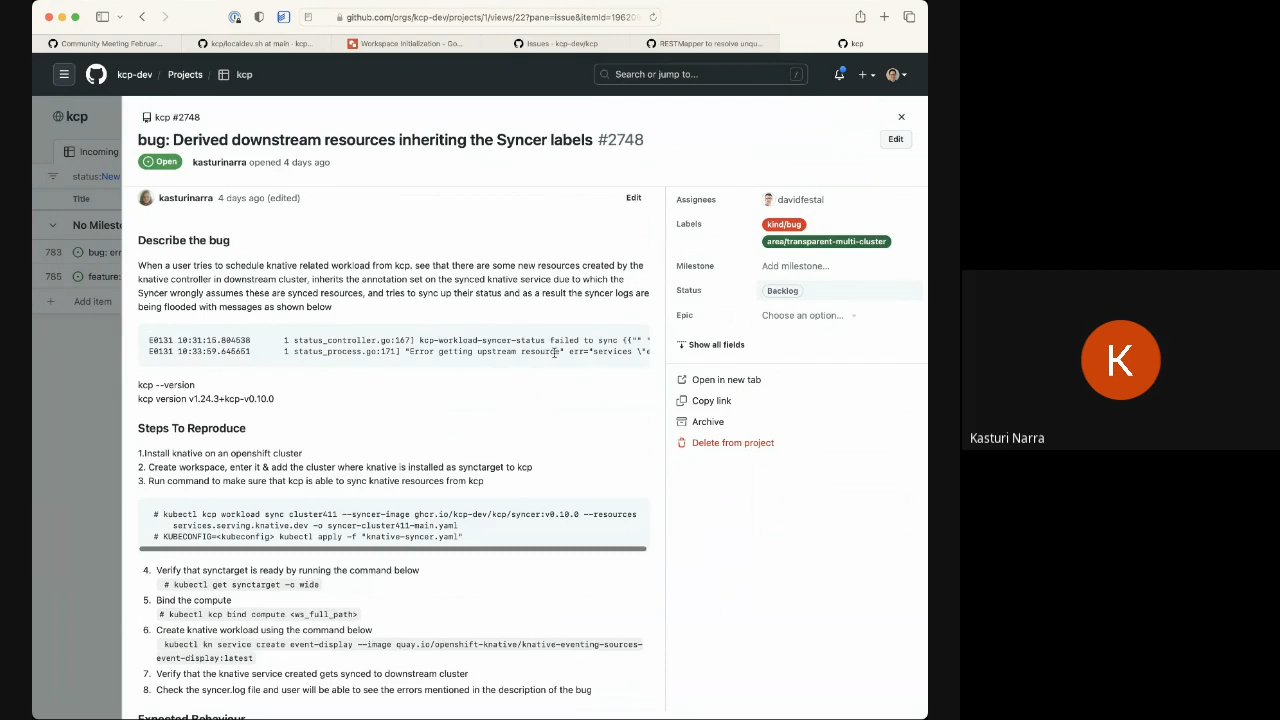 github.com/orgs/kcp-dev/projects/1/views/22?pane=issue&itemId=19620
Community Meeting Februar...
kcp/localdev.sh at main · kcp...
Workspace Initialization – Go...
Issues · kcp-dev/kcp
RESTMapper to resolve unqu...
kcp
kcp-dev
Projects
kcp
Search or jump to...
/
kcp
Incoming
status:New
Title
No Milest
783
bug: err
785
feature:
Add item
kcp #2748
bug: Derived downstream resources inheriting the Syncer labels #2748
Edit
Open
kasturinarra opened 4 days ago
kasturinarra 4 days ago (edited)
Edit
Describe the bug
When a user tries to schedule knative related workload from kcp. see that there are some new resources created by the
knative controller in downstream cluster, inherits the annotation set on the synced knative service due to which the
Syncer wrongly assumes these are synced resources, and tries to sync up their status and as a result the syncer logs are
being flooded with messages as shown below
E0131 10:31:15.804538 1 status_controller.go:167] kcp-workload-syncer-status failed to sync {{"" "
E0131 10:33:59.645651 1 status_process.go:171] "Error getting upstream resource" err="services \"e
kcp --version
kcp version v1.24.3+kcp-v0.10.0
Steps To Reproduce
1.Install knative on an openshift cluster
2. Create workspace, enter it & add the cluster where knative is installed as synctarget to kcp
3. Run command to make sure that kcp is able to sync knative resources from kcp
# kubectl kcp workload sync cluster411 --syncer-image ghcr.io/kcp-dev/kcp/syncer:v0.10.0 --resources
services.serving.knative.dev -o syncer-cluster411-main.yaml
# KUBECONFIG=<kubeconfig> kubectl apply -f "knative-syncer.yaml"
4. Verify that synctarget is ready by running the command below
# kubectl get synctarget -o wide
5. Bind the compute
# kubectl kcp bind compute <ws_full_path>
6. Create knative workload using the command below
kubectl kn service create event-display --image quay.io/openshift-knative/knative-eventing-sources-
event-display:latest
7. Verify that the knative service created gets synced to downstream cluster
8. Check the syncer.log file and user will be able to see the errors mentioned in the description of the bug
Expected Behaviour
Assignees
davidfestal
Labels
kind/bug
area/transparent-multi-cluster
Milestone
Add milestone...
Status
Backlog
Epic
Choose an option...
Show all fields
Open in new tab
Copy link
Archive
Delete from project
K
Kasturi Narra